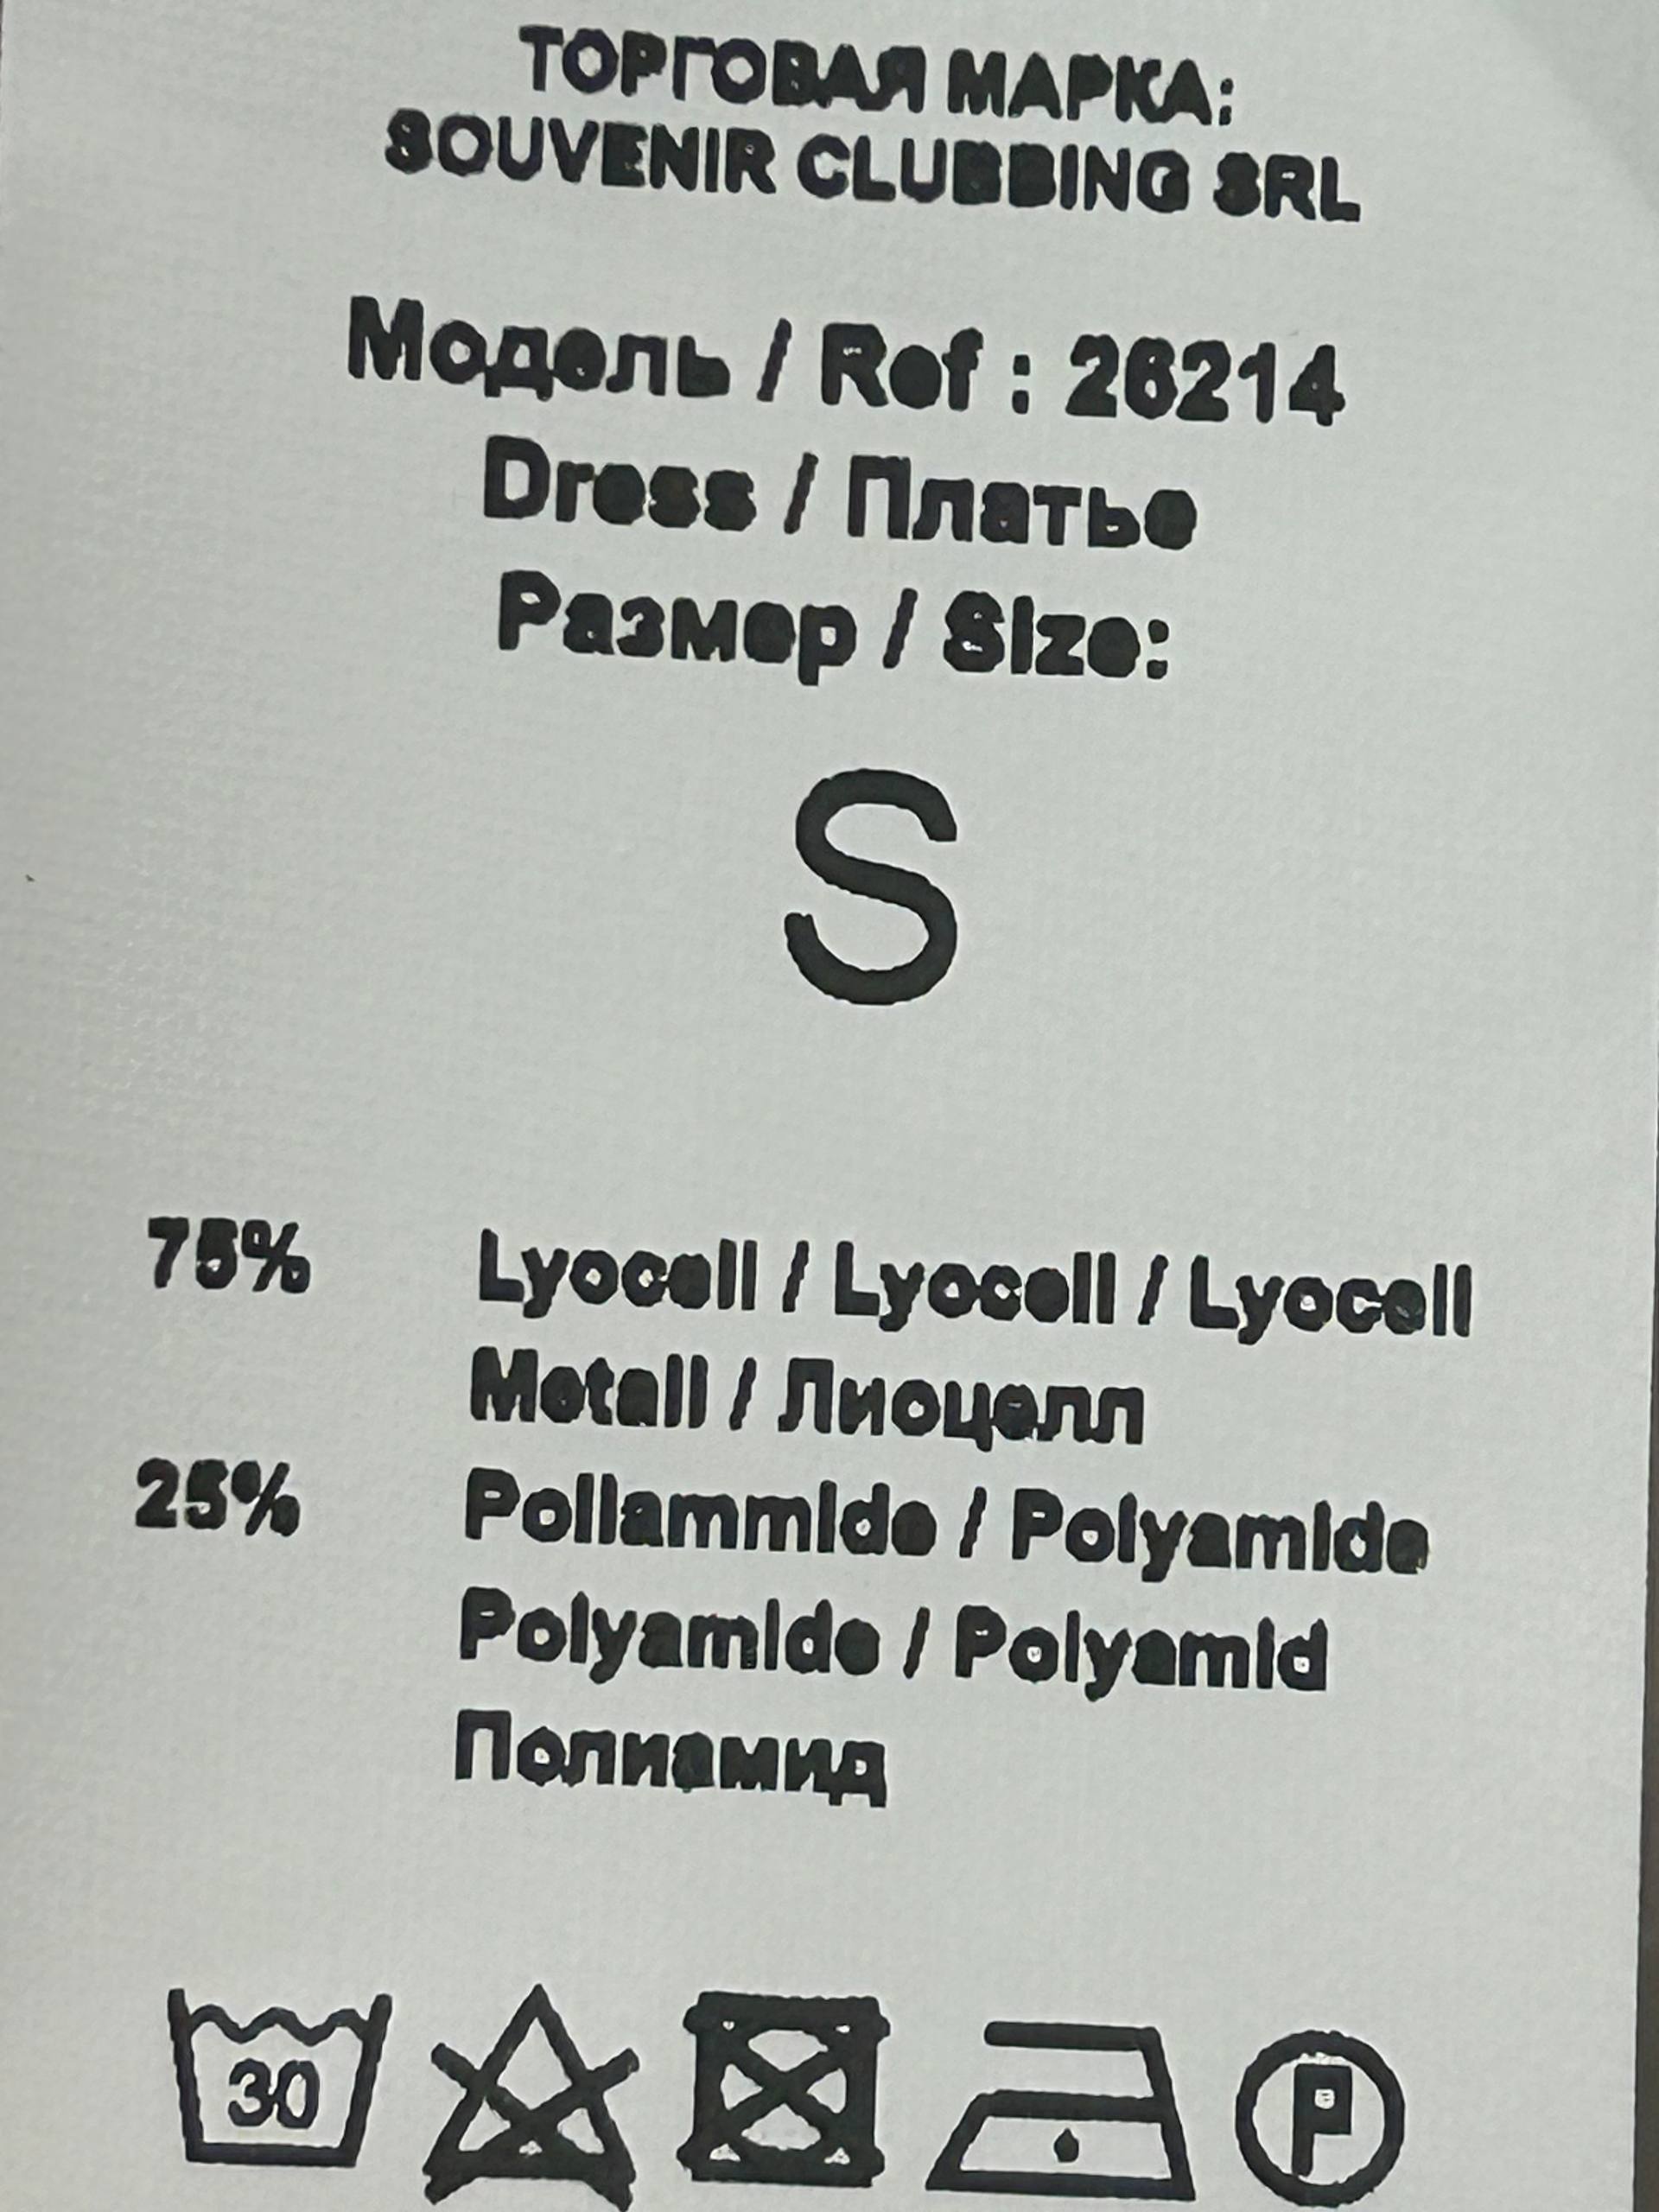 ТОРГОВАЯ МАРКА:
SOUVENIR CLUBBING SRL
Модель / Ref : 26214
Dress / Платье
Размер / Size:
S
75% Lyocell / Lyocell / Lyocell
Metall / Лиоцелл
25% Poliammide / Polyamide
Polyamide / Polyamid
Полиамид
30 P